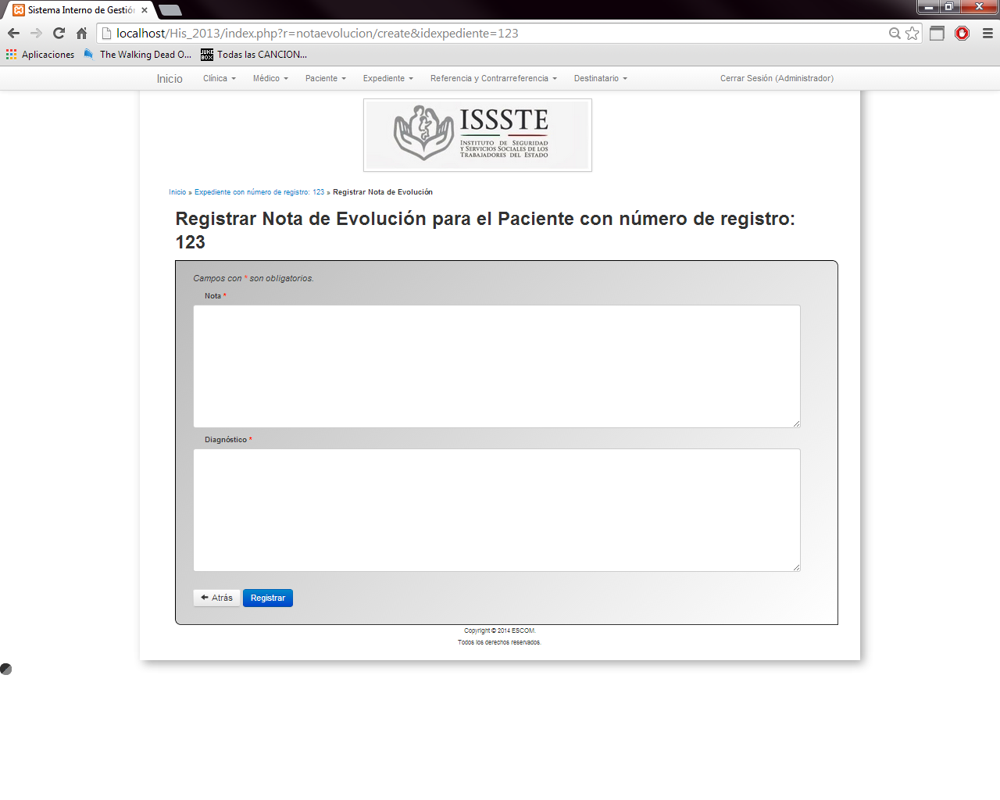 Sistema Interno de Gestió
localhost/His_2013/index.php?r=notaevolucion/create&idexpediente=123
Aplicaciones The Walking Dead O... JUKE BOX Todas las CANCION...
Inicio Clínica Médico Paciente Expediente Referencia y Contrarreferencia Destinatario Cerrar Sesión (Administrador)
ISSSTE
INSTITUTO DE SEGURIDAD
Y SERVICIOS SOCIALES DE LOS
TRABAJADORES DEL ESTADO
Inicio » Expediente con número de registro: 123 » Registrar Nota de Evolución
Registrar Nota de Evolución para el Paciente con número de registro:
123
Campos con * son obligatorios.
Nota *
Diagnóstico *
Atrás Registrar
Copyright © 2014 ESCOM.
Todos los derechos reservados.